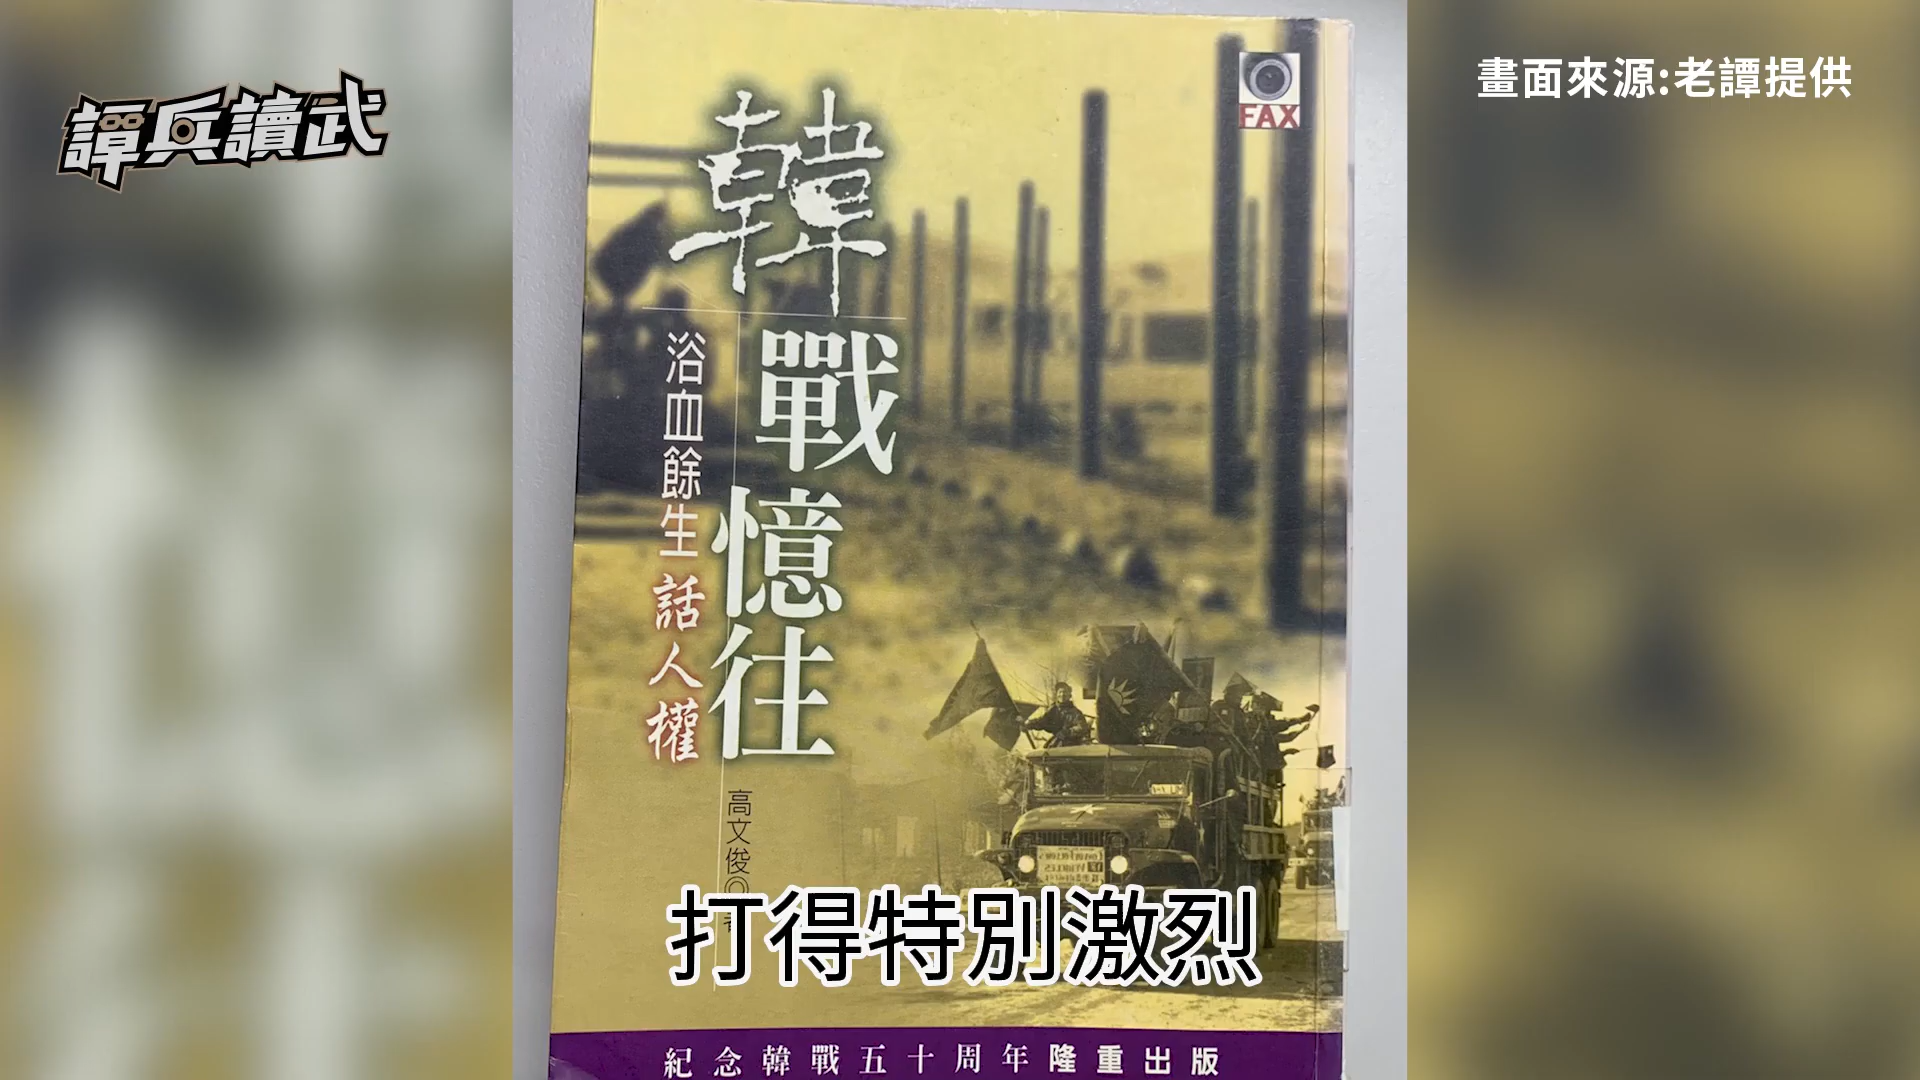 譚兵讀武
畫面來源:老譚提供
FAX
韓戰憶往
浴血餘生話人權
高文俊
打得特別激烈
紀念韓戰五十周年隆重出版